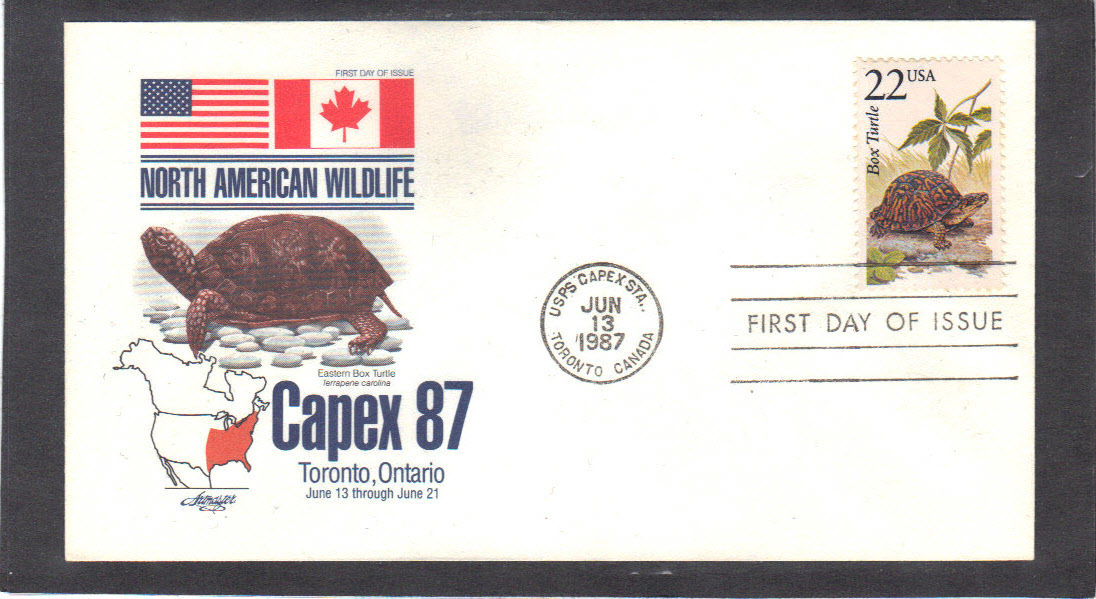 FIRST DAY OF ISSUE
NORTH AMERICAN WILDLIFE
Eastern Box Turtle
Terrapene carolina
Capex 87
Toronto, Ontario
June 13 through June 21
Artmaster
USPS CAPEX STA.
JUN
13
1987
TORONTO CANADA
22 USA
Box Turtle
FIRST DAY OF ISSUE